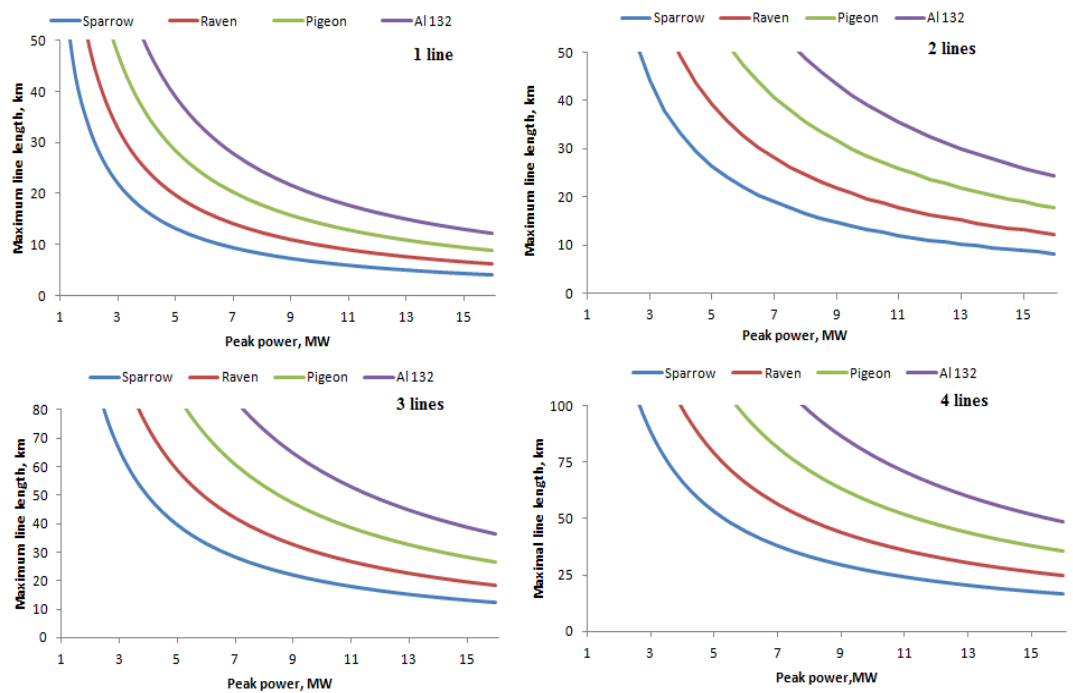 Sparrow Raven Pigeon Al 132
1 line
Maximum line length, km
50
40
30
20
10
0
1 3 5 7 9 11 13 15
Peak power, MW
Sparrow Raven Pigeon Al 132
2 lines
Maximum line length, km
50
40
30
20
10
0
1 3 5 7 9 11 13 15
Peak power, MW
Sparrow Raven Pigeon Al 132
3 lines
Maximum line length, km
80
70
60
50
40
30
20
10
0
1 3 5 7 9 11 13 15
Peak power, MW
Sparrow Raven Pigeon Al 132
4 lines
Maximal line length, km
100
75
50
25
0
1 3 5 7 9 11 13 15
Peak power,MW